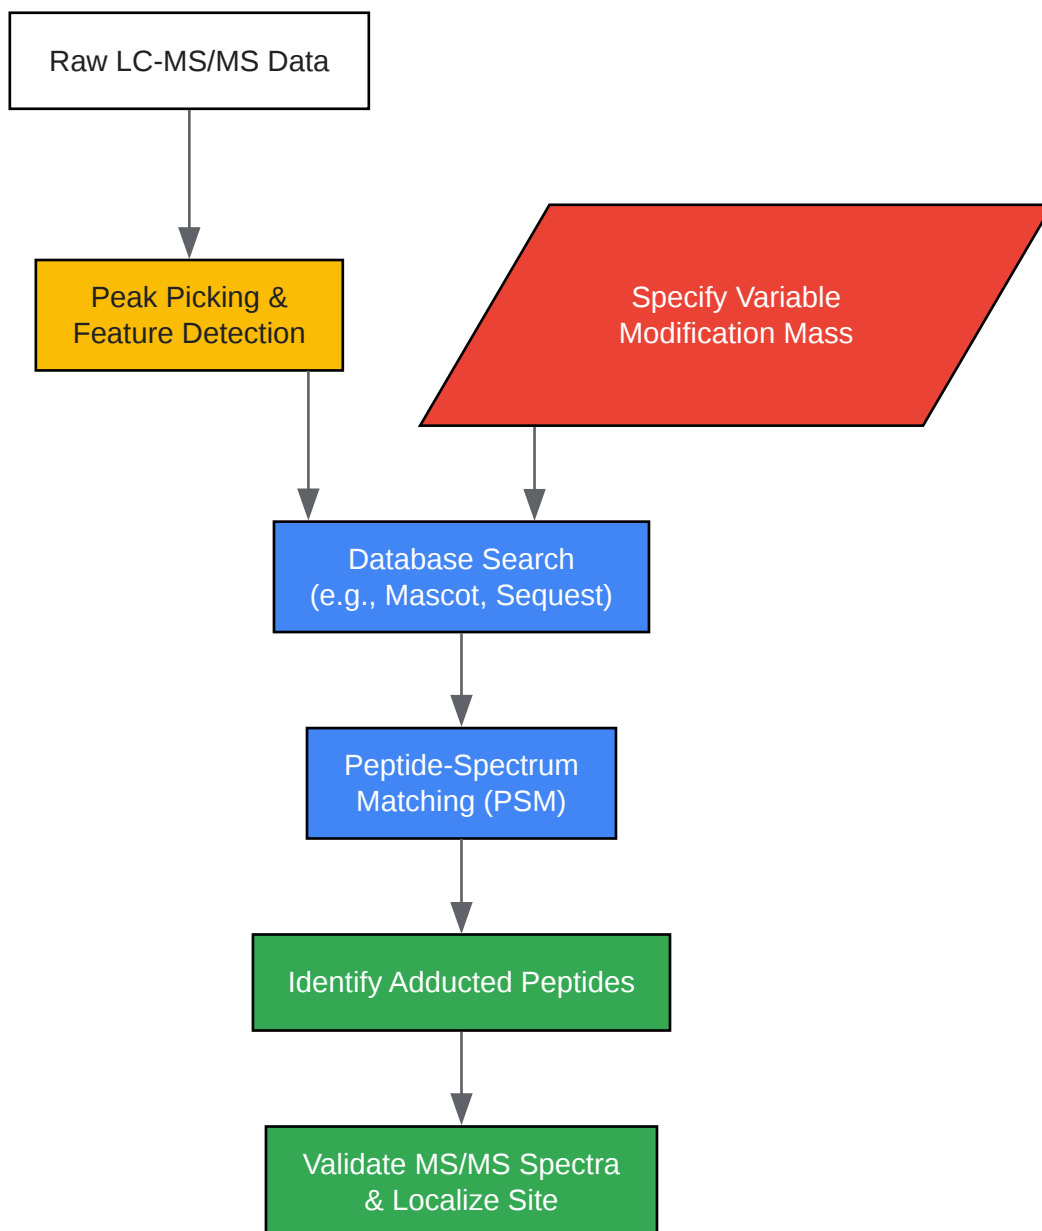 Raw LC-MS/MS Data
Peak Picking &
Feature Detection
Specify Variable
Modification Mass
Database Search
(e.g., Mascot, Sequest)
Peptide-Spectrum
Matching (PSM)
Identify Adducted Peptides
Validate MS/MS Spectra
& Localize Site